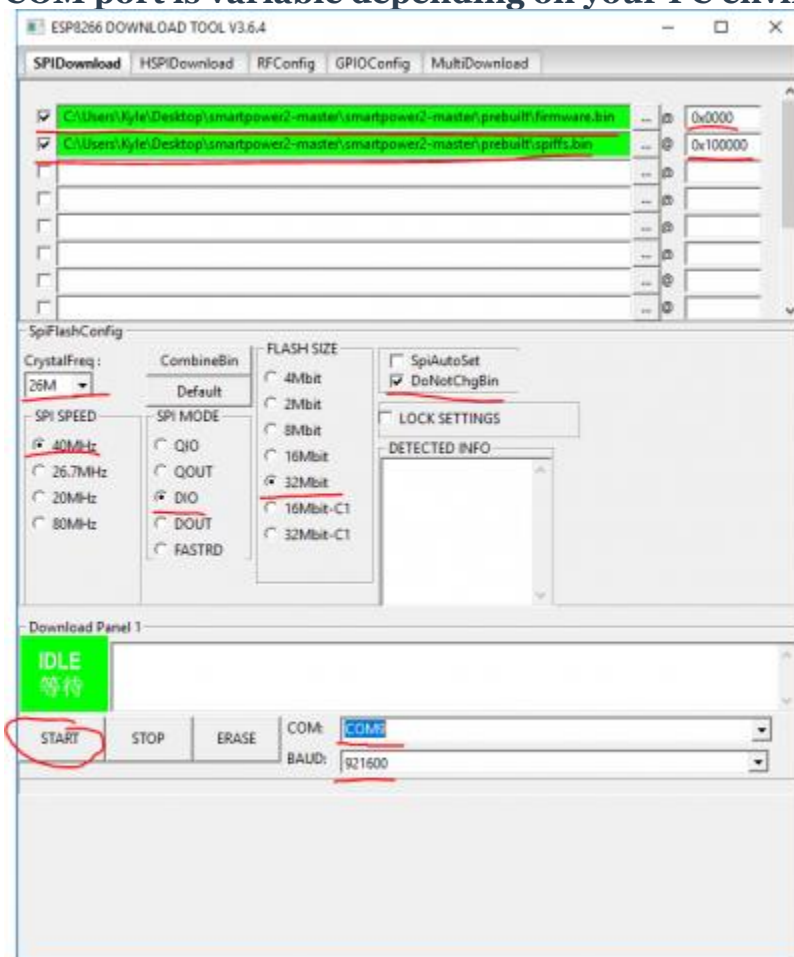 COM port is variable depending on your PC envi
ESP8266 DOWNLOAD TOOL V3.6.4
SPIDownload HSPIDownload RFConfig GPIOConfig MultiDownload
C:\Users\Kyle\Desktop\smartpower2-master\smartpower2-master\prebuilt\firmware.bin ... @ 0x0000
C:\Users\Kyle\Desktop\smartpower2-master\smartpower2-master\prebuilt\spiffs.bin ... @ 0x100000
... @
... @
... @
... @
... @
... @
SpiFlashConfig
CrystalFreq :
26M
CombineBin
Default
SPI SPEED
40MHz
26.7MHz
20MHz
80MHz
SPI MODE
QIO
QOUT
DIO
DOUT
FASTRD
FLASH SIZE
4Mbit
2Mbit
8Mbit
16Mbit
32Mbit
16Mbit-C1
32Mbit-C1
SpiAutoSet
DoNotChgBin
LOCK SETTINGS
DETECTED INFO
Download Panel 1
IDLE
等待
START STOP ERASE
COM: COM9
BAUD: 921600